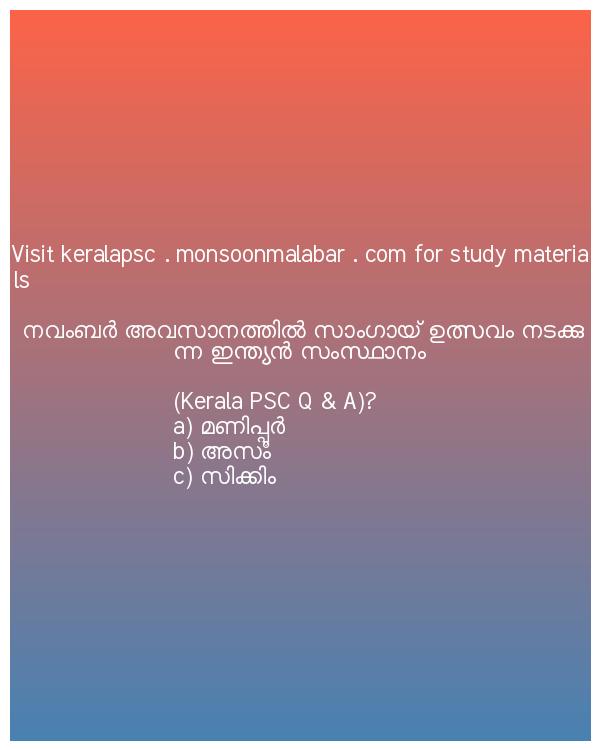 Visit keralapsc . monsoonmalabar . com for study materia
ls
നവംബർ അവസാനത്തിൽ സാംഗായ് ഉത്സവം നടക്കു
ന്ന ഇന്ത്യൻ സംസ്ഥാനം
(Kerala PSC Q & A)?
a) മണിപ്പൂർ
b) അസം
c) സിക്കിം